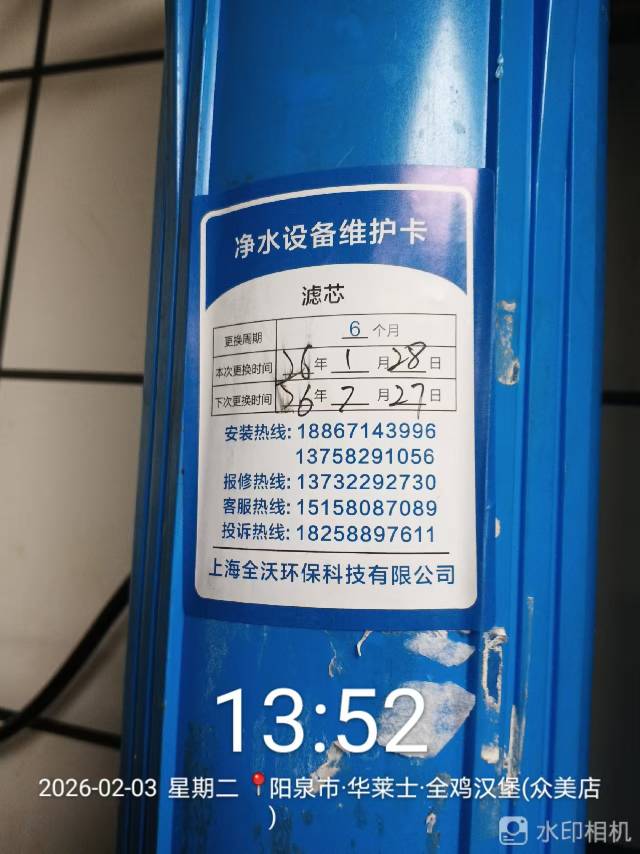 净水设备维护卡
滤芯
更换周期 6 个月
本次更换时间 26 年 1 月 28 日
下次更换时间 26 年 7 月 27 日
安装热线: 18867143996
13758291056
报修热线: 13732292730
客服热线: 15158087089
投诉热线: 18258897611
上海全沃环保科技有限公司
13:52
2026-02-03 星期二 📍阳泉市·华莱士·全鸡汉堡(众美店
)
水印相机